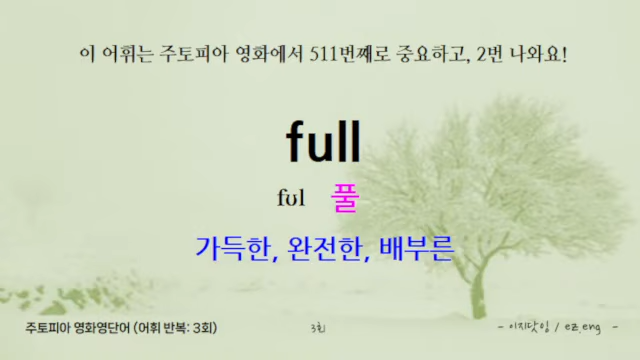 이 어휘는 주토피아 영화에서 511번째로 중요하고, 2번 나와요!
full
fʊl 풀
가득한, 완전한, 배부른
주토피아 영화영단어 (어휘 반복: 3회) 3회 - 이지닷잉 / ez.eng -